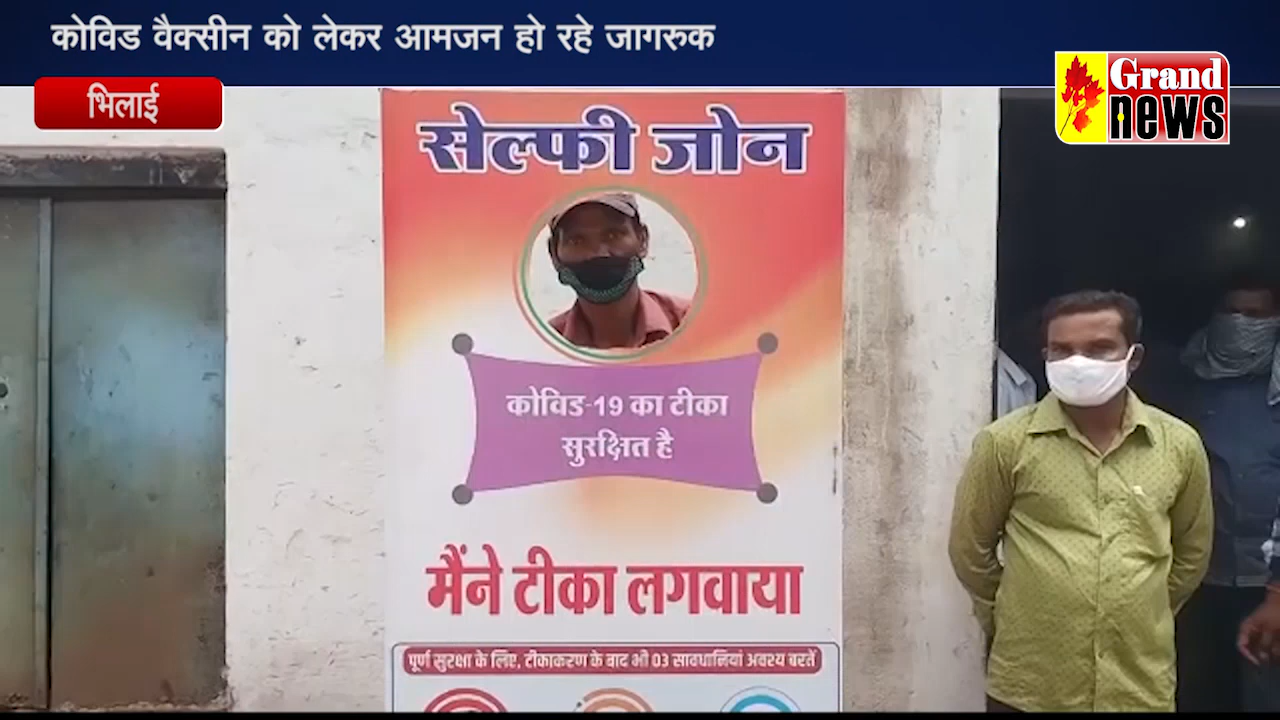 कोविड वैक्सीन को लेकर आमजन हो रहे जागरुक
भिलाई
Grand
news
सेल्फी जोन
कोविड-19 का टीका
सुरक्षित है
मैंने टीका लगवाया
पूर्ण सुरक्षा के लिए, टीकाकरण के बाद भी 03 सावधानियां अवश्य बरतें